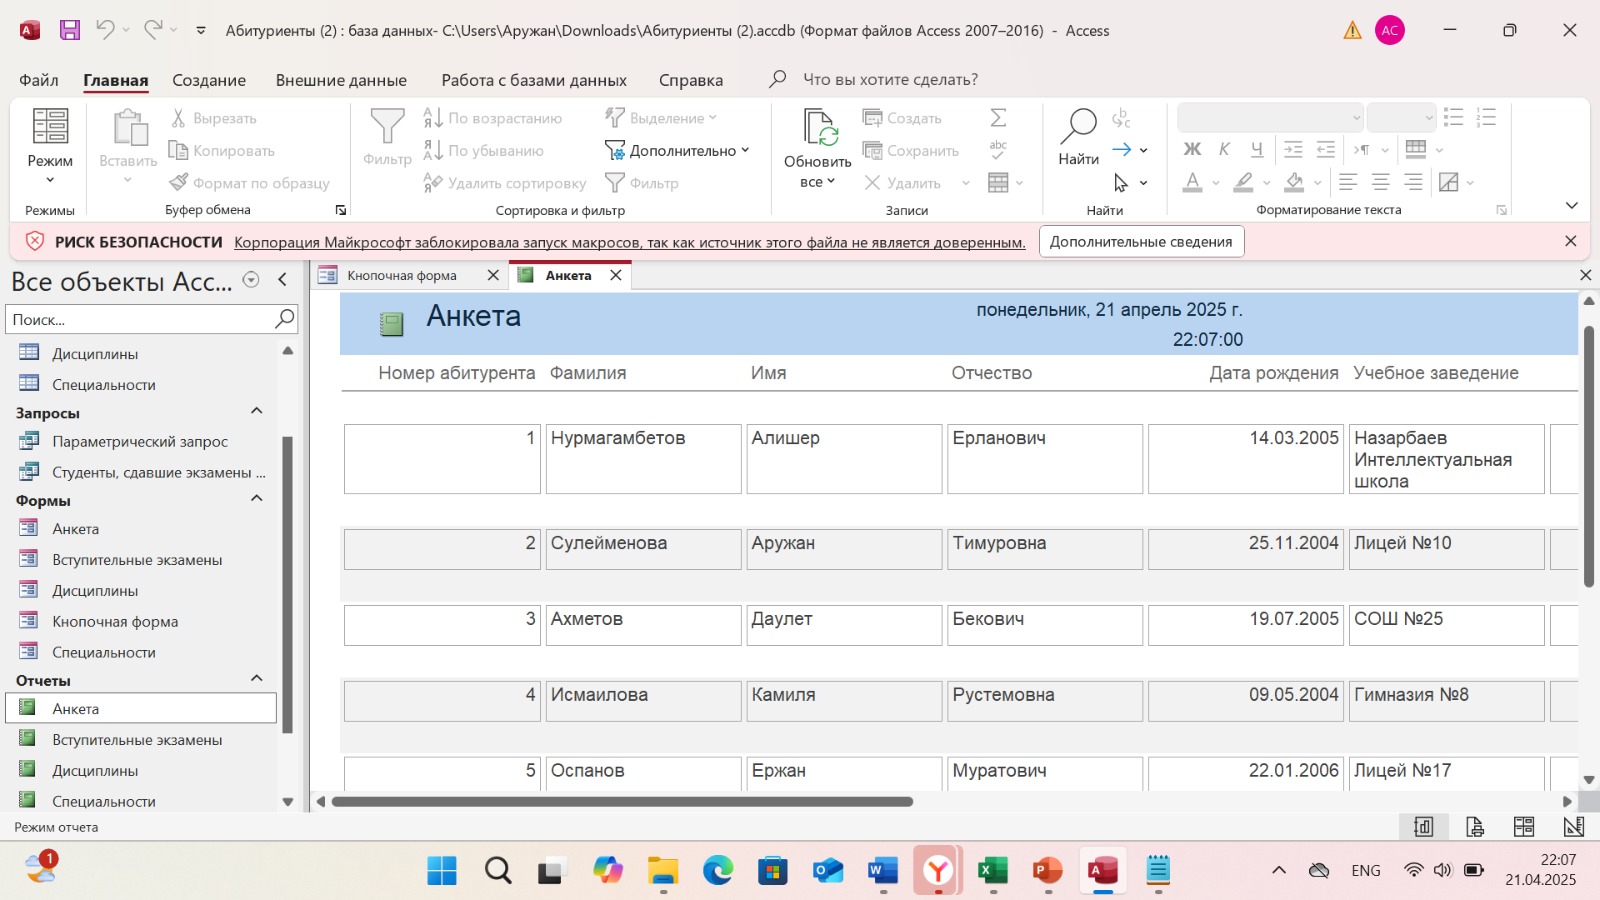 Абитуриенты (2) : база данных- C:\Users\Аружан\Downloads\Абитуриенты (2).accdb (Формат файлов Access 2007–2016) - Access
АС
Файл Главная Создание Внешние данные Работа с базами данных Справка Что вы хотите сделать?
Режим
Режимы
Вставить
Вырезать
Копировать
Формат по образцу
Буфер обмена
Фильтр
По возрастанию
По убыванию
Удалить сортировку
Выделение
Дополнительно
Фильтр
Сортировка и фильтр
Обновить
все
Создать
Сохранить
Удалить
Записи
Найти
Найти
Ж К Ч
Форматирование текста
РИСК БЕЗОПАСНОСТИ Корпорация Майкрософт заблокировала запуск макросов, так как источник этого файла не является доверенным. Дополнительные сведения
Все объекты Acc...
Поиск...
Дисциплины
Специальности
Запросы
Параметрический запрос
Студенты, сдавшие экзамены ...
Формы
Анкета
Вступительные экзамены
Дисциплины
Кнопочная форма
Специальности
Отчеты
Анкета
Вступительные экзамены
Дисциплины
Специальности
Кнопочная форма Анкета
Анкета
понедельник, 21 апрель 2025 г.
22:07:00
Номер абитурента Фамилия Имя Отчество Дата рождения Учебное заведение
1 Нурмагамбетов Алишер Ерланович 14.03.2005 Назарбаев
Интеллектуальная
школа
2 Сулейменова Аружан Тимуровна 25.11.2004 Лицей №10
3 Ахметов Даулет Бекович 19.07.2005 СОШ №25
4 Исмаилова Камиля Рустемовна 09.05.2004 Гимназия №8
5 Оспанов Ержан Муратович 22.01.2006 Лицей №17
Режим отчета
1
ENG
22:07
21.04.2025